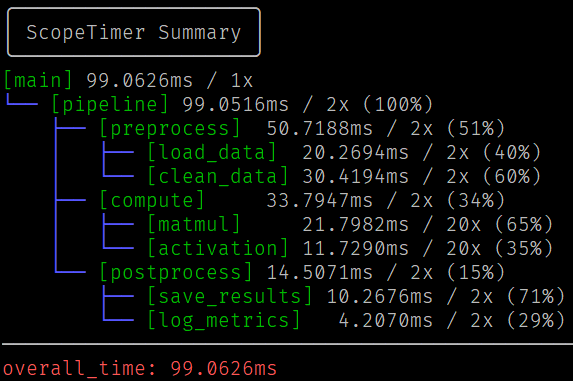 ScopeTimer Summary
[main] 99.0626ms / 1x
[pipeline] 99.0516ms / 2x (100%)
[preprocess] 50.7188ms / 2x (51%)
[load_data] 20.2694ms / 2x (40%)
[clean_data] 30.4194ms / 2x (60%)
[compute] 33.7947ms / 2x (34%)
[matmul] 21.7982ms / 20x (65%)
[activation] 11.7290ms / 20x (35%)
[postprocess] 14.5071ms / 2x (15%)
[save_results] 10.2676ms / 2x (71%)
[log_metrics] 4.2070ms / 2x (29%)
overall_time: 99.0626ms